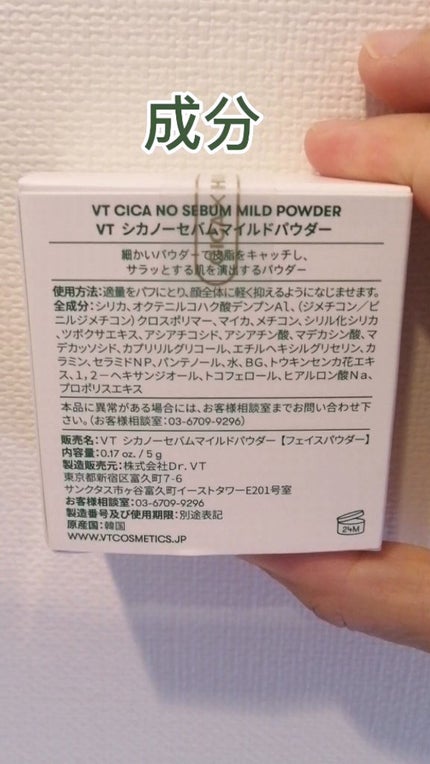 成分
VT CICA NO SEBUM MILD POWDER
VT シカノーセバムマイルドパウダー
細かいパウダーで皮脂をキャッチし、
サラッとする肌を演出するパウダー
使用方法:適量をパフにとり、顔全体に軽く抑えるようになじませます。
全成分:シリカ、オクテニルコハク酸デンプンAl、(ジメチコン/ビ
ニルジメチコン)クロスポリマー、マイカ、メチコン、シリル化シリカ
、ツボクサエキス、アシアチコシド、アシアチン酸、マデカシン酸、マ
デカッソシド、カプリリルグリコール、エチルヘキシルグリセリン、カ
ラミン、セラミドNP、パンテノール、水、BG、トウキンセンカ花エキ
ス、1,2-ヘキサンジオール、トコフェロール、ヒアルロン酸Na、
プロポリスエキス
本品に異常がある場合には、お客様相談室までお問い合わせ下
さい。(お客様相談室:03-6709-9296)
販売名:VT シカノーセバムマイルドパウダー【フェイスパウダー】
内容量:0.17 oz. / 5 g
製造販売元:株式会社Dr. VT
東京都新宿区富久町7-6
サンクタス市ヶ谷富久町イーストタワーE201号室
お客様相談室:03-6709-9296
製造番号及び使用期限:別途表記
原産国:韓国
WWW.VTCOSMETICS.JP
24M